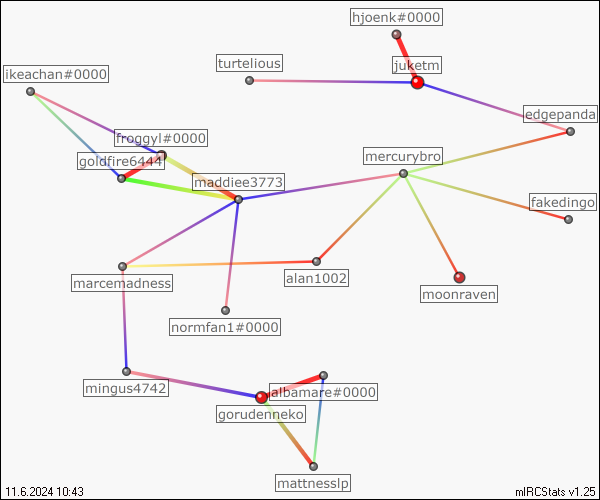 hjoenk#0000
turtelious
juketm
ikeachan#0000
edgepanda
froggyl#0000
goldfire6444
mercurybro
maddiee3773
fakedingo
alan1002
marcemadness
moonraven
normfan1#0000
mingus4742
albamare#0000
gorudenneko
mattnesslp
11.6.2024 10:43
mIRCStats v1.25